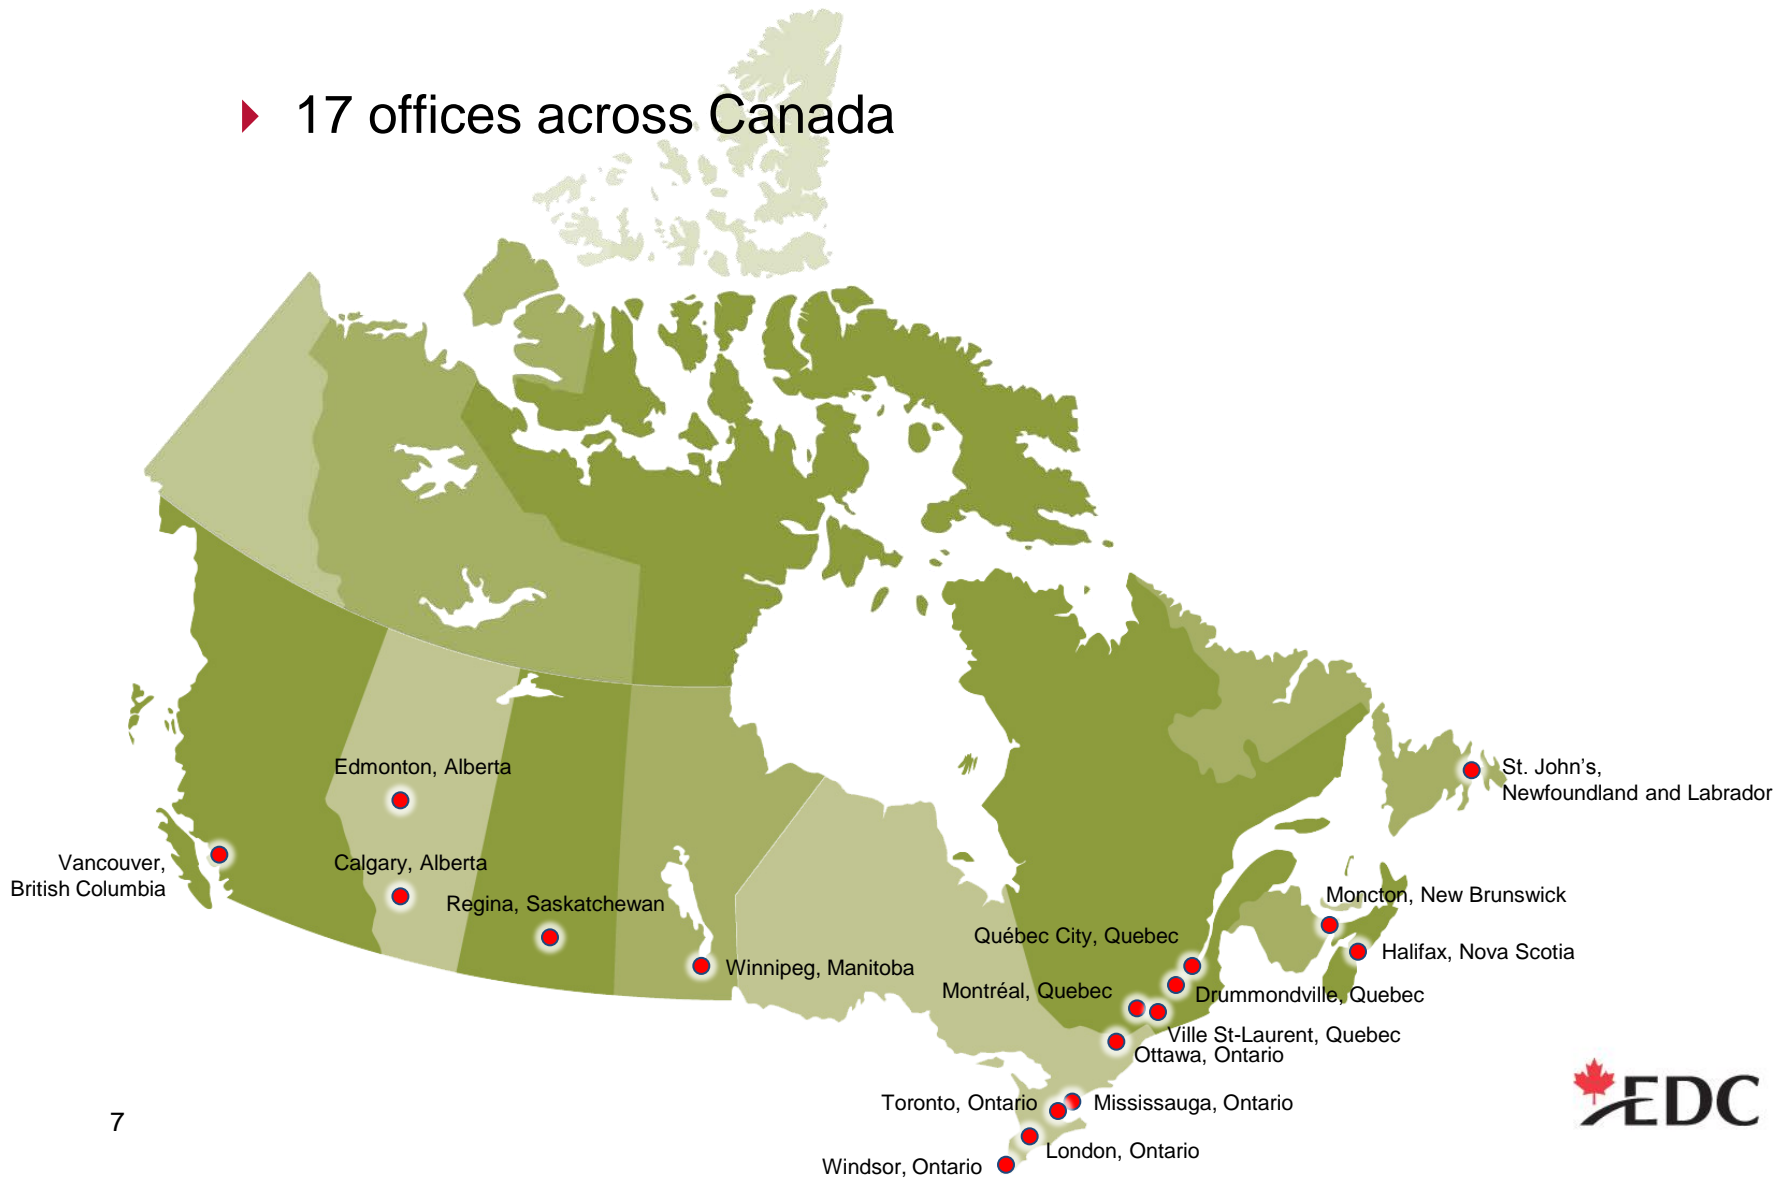 17 offices across Canada
Edmonton, Alberta
St. John’s,
Newfoundland and Labrador
Vancouver,
British Columbia
Calgary, Alberta
Regina, Saskatchewan
Moncton, New Brunswick
Québec City, Quebec
Halifax, Nova Scotia
Winnipeg, Manitoba
Montréal, Quebec
Drummondville, Quebec
Ville St-Laurent, Quebec
Ottawa, Ontario
Toronto, Ontario
Mississauga, Ontario
London, Ontario
Windsor, Ontario
7
EDC